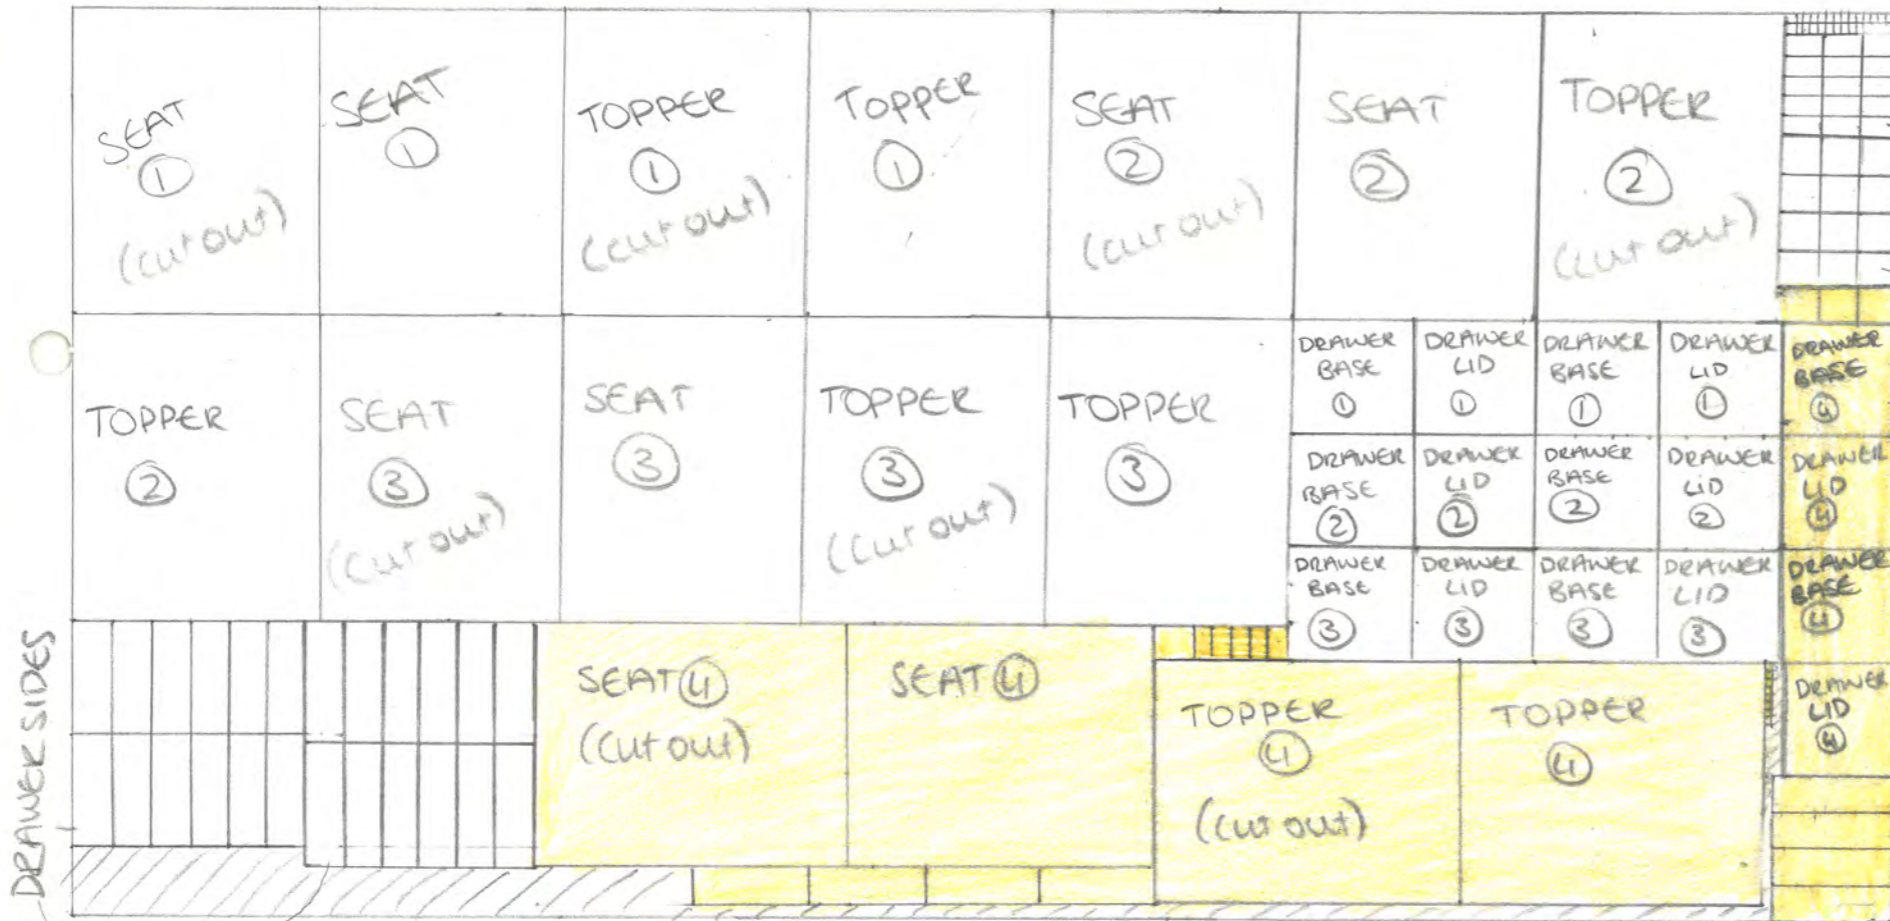 SEAT
1
(cut out)
SEAT
1
TOPPER
1
(cut out)
TOPPER
1
SEAT
2
(cut out)
SEAT
2
TOPPER
2
(cut out)
TOPPER
2
SEAT
3
(cut out)
SEAT
3
TOPPER
3
(cut out)
TOPPER
3
DRAWER
BASE
1
DRAWER
LID
1
DRAWER
BASE
1
DRAWER
LID
1
DRAWER
BASE
4
DRAWER
BASE
2
DRAWER
LID
2
DRAWER
BASE
2
DRAWER
LID
2
DRAWER
LID
4
DRAWER
BASE
3
DRAWER
LID
3
DRAWER
BASE
3
DRAWER
LID
3
DRAWER
BASE
4
DRAWER SIDES
SEAT 4
(cut out)
SEAT 4
TOPPER
4
(cut out)
TOPPER
4
DRAWER
LID
4